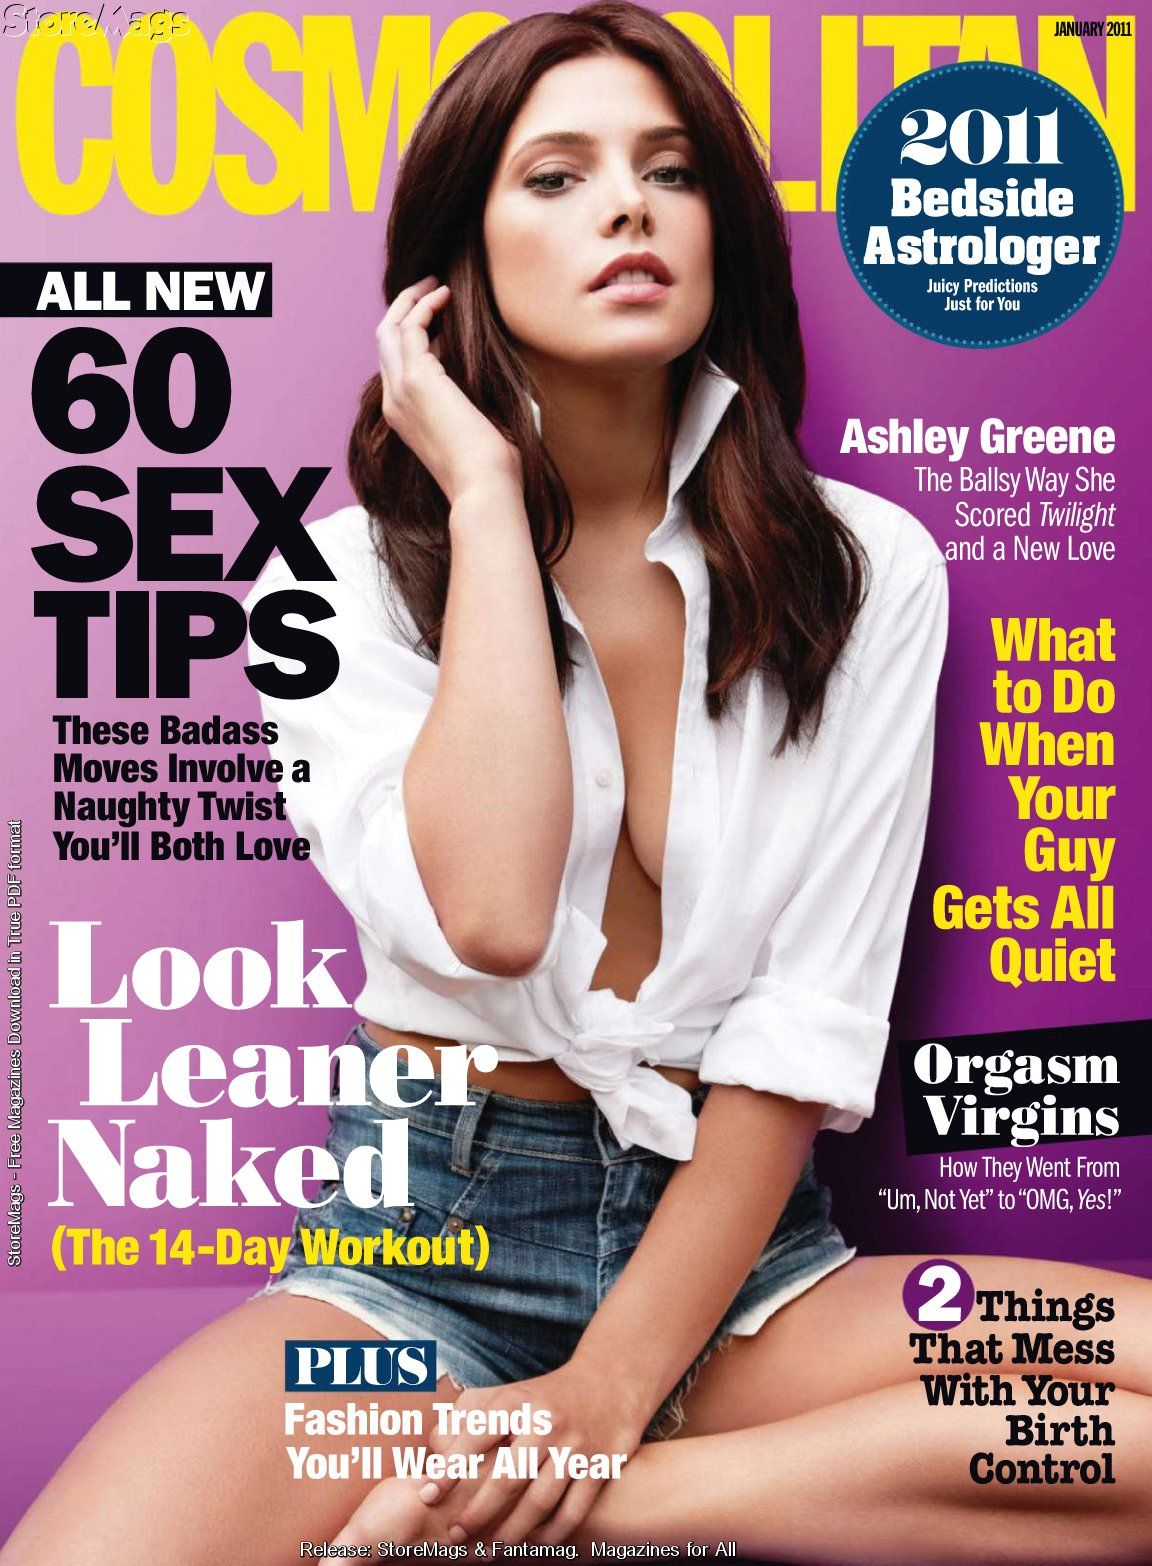 StoreMags
COSMOPOLITAN
JANUARY 2011
2011
Bedside
Astrologer
Juicy Predictions
Just for You
ALL NEW
60
SEX
TIPS
These Badass
Moves Involve a
Naughty Twist
You'll Both Love
Ashley Greene
The Ballsy Way She
Scored Twilight
and a New Love
What
to Do
When
Your
Guy
Gets All
Quiet
Look
Leaner
Naked
(The 14-Day Workout)
Orgasm
Virgins
How They Went From
“Um, Not Yet” to “OMG, Yes!”
2 Things
That Mess
With Your
Birth
Control
PLUS
Fashion Trends
You'll Wear All Year
StoreMags - Free Magazines Download in True PDF format
Release: StoreMags & Fantamag. Magazines for All